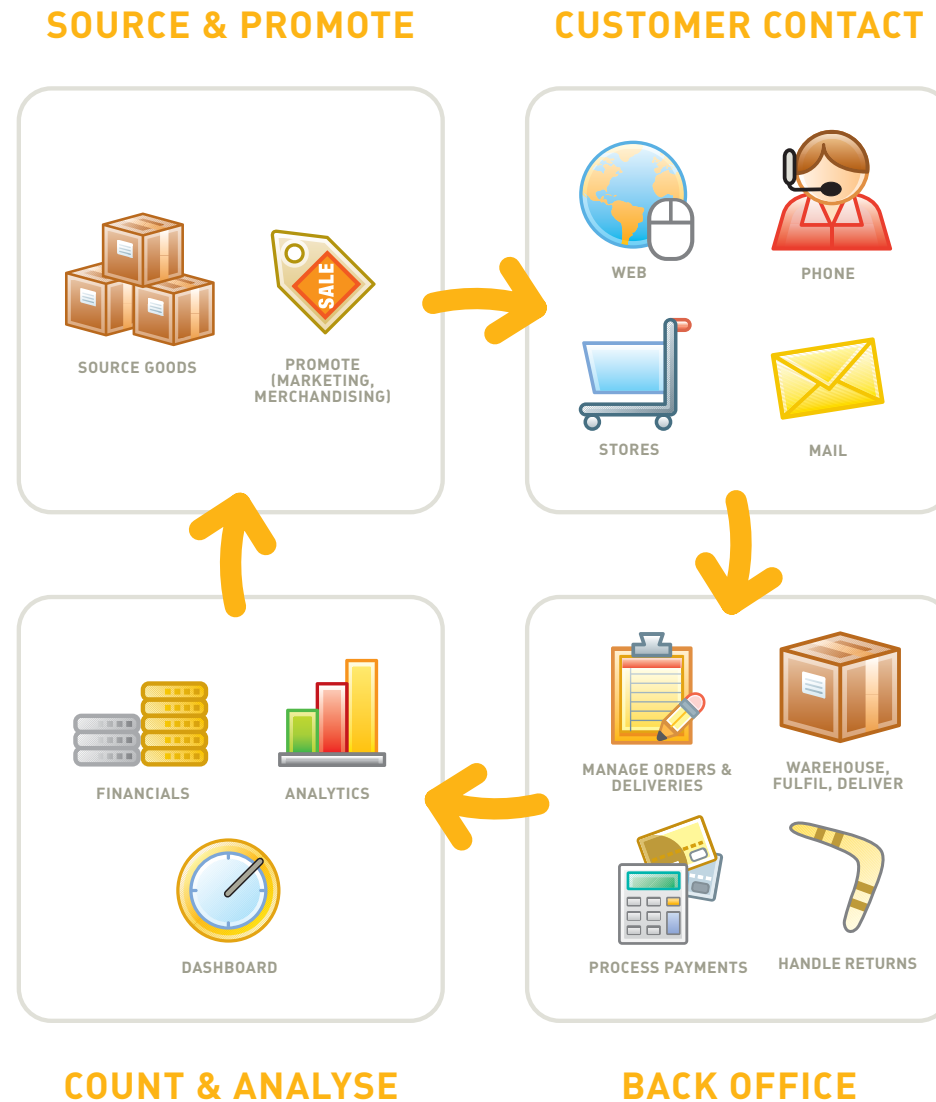 SOURCE & PROMOTE
CUSTOMER CONTACT
SALE
SOURCE GOODS
PROMOTE
(MARKETING,
MERCHANDISING)
WEB
PHONE
STORES
MAIL
FINANCIALS
ANALYTICS
DASHBOARD
MANAGE ORDERS &
DELIVERIES
WAREHOUSE,
FULFIL, DELIVER
PROCESS PAYMENTS
HANDLE RETURNS
COUNT & ANALYSE
BACK OFFICE